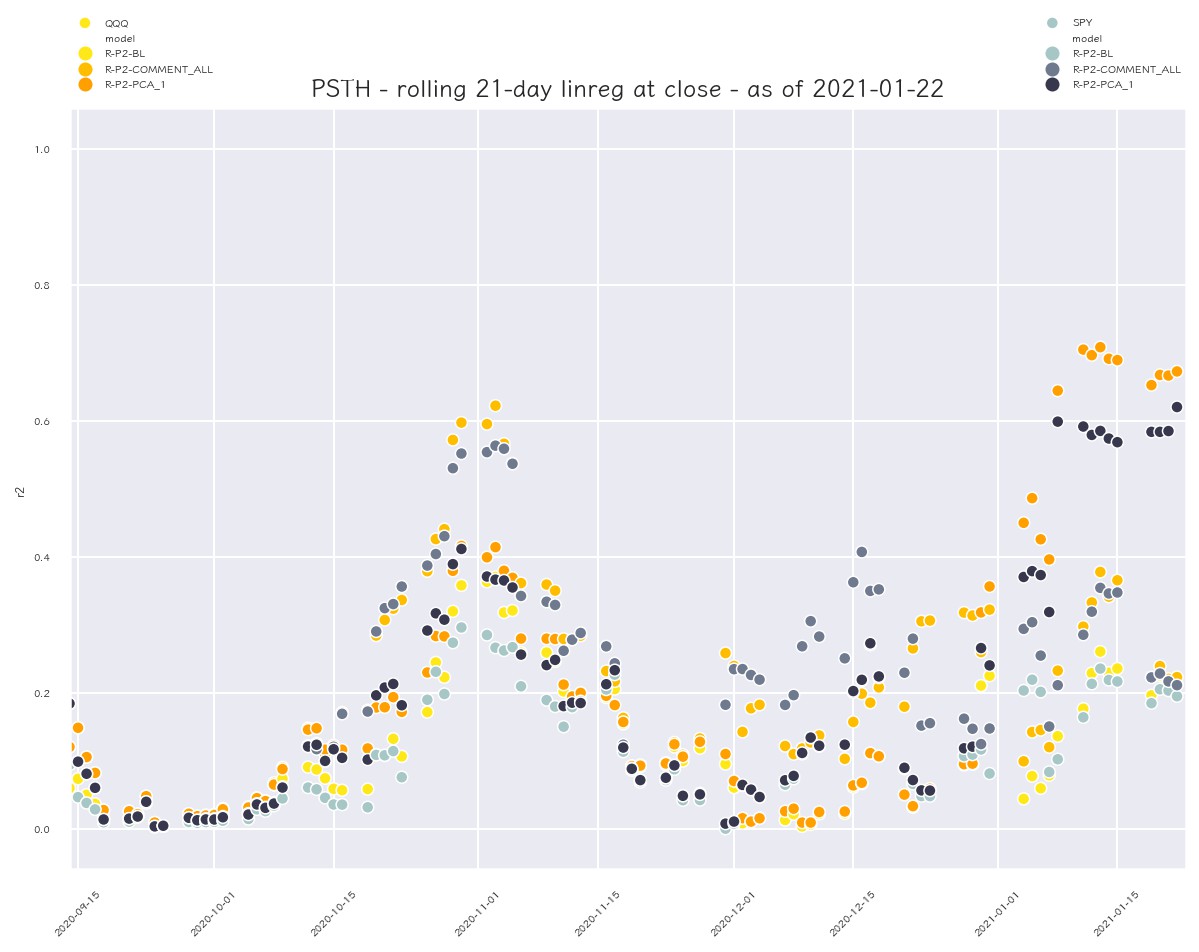 QQQ
model
R-P2-BL
R-P2-COMMENT_ALL
R-P2-PCA_1
SPY
model
R-P2-BL
R-P2-COMMENT_ALL
R-P2-PCA_1
PSTH - rolling 21-day linreg at close - as of 2021-01-22
1.0
0.8
0.6
0.4
0.2
0.0
r2
2020-09-15
2020-10-01
2020-10-15
2020-11-01
2020-11-15
2020-12-01
2020-12-15
2021-01-01
2021-01-15